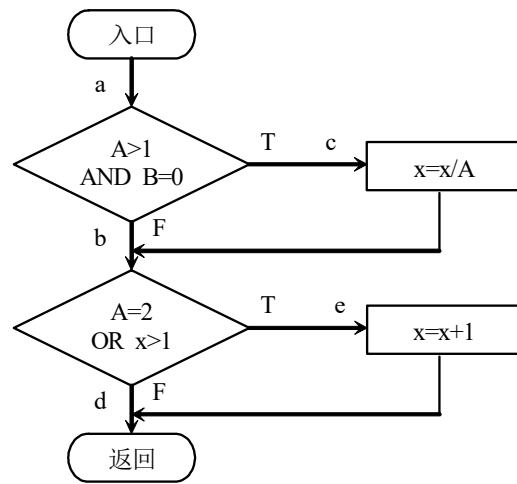 入口
a
A>1
AND B=0
T
c
x=x/A
b
F
A=2
OR x>1
T
e
x=x+1
d
F
返回